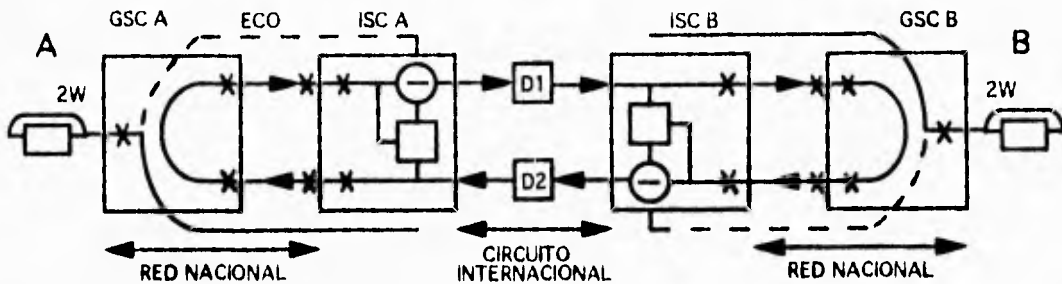 GSC A
ECO
ISC A
ISC B
GSC B
A
B
2W
2W
D1
D2
CIRCUITO
INTERNACIONAL
RED NACIONAL
RED NACIONAL